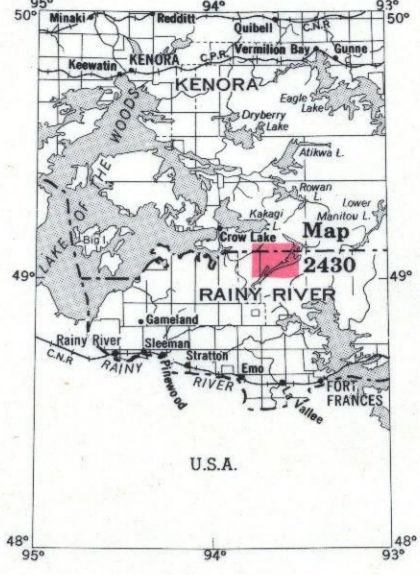 95°
94°
93°
50°
50°
Minaki
Redditt
Quibell
C.N.R
Keewatin
KENORA
C.P.R.
Vermilion Bay
Gunne
KENORA
Eagle
Lake
Dryberry
Lake
Atikwa L.
LAKE OF THE WOODS
Rowan
L.
Lower
Manitou L.
Kakagi
L.
Map
Crow Lake
Big I
2430
49°
49°
RAINY RIVER
Gameland
Rainy River
Sleeman
Stratton
C.N.R
RAINY RIVER
Pinewood
Emo
La Vallee
FORT
FRANCES
U.S.A.
48°
48°
95°
94°
93°